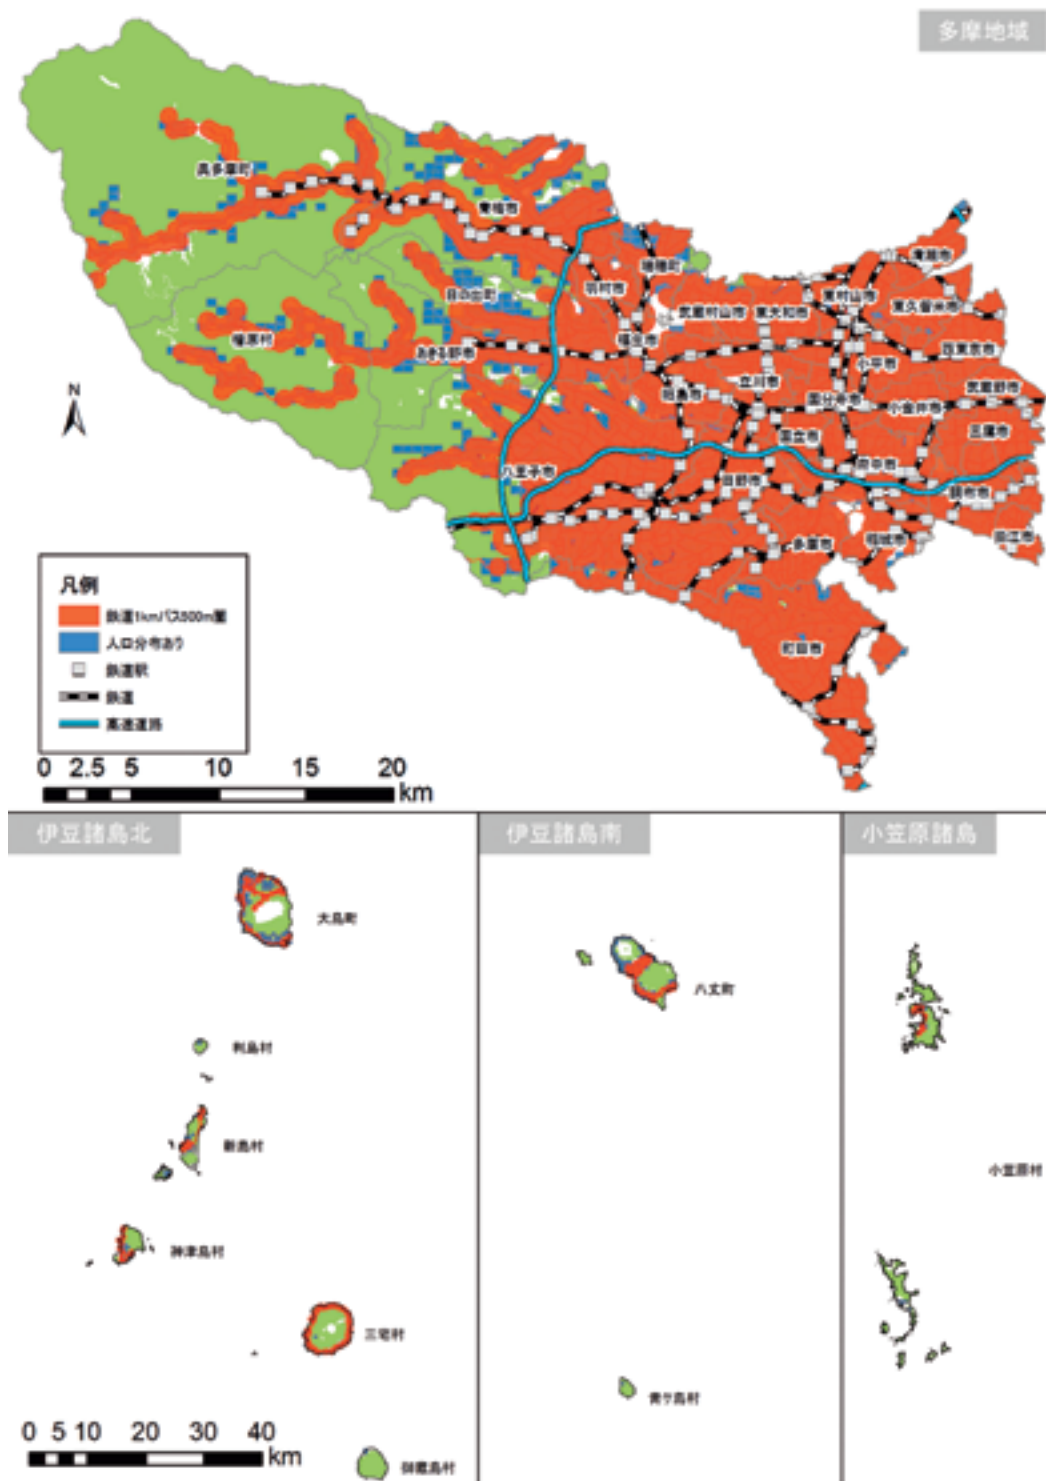 多摩地域
奥多摩町
青梅市
瑞穂町
清瀬市
羽村市
東村山市
日の出町
武蔵村山市
東大和市
東久留米市
檜原村
あきる野市
福生市
西東京市
小平市
昭島市
立川市
国分寺市
小金井市
武蔵野市
国立市
三鷹市
八王子市
日野市
府中市
調布市
多摩市
稲城市
狛江市
町田市
N
凡例
鉄道1kmバス500m圏
人口分布あり
鉄道駅
鉄道
高速道路
0 2.5 5 10 15 20
km
伊豆諸島北
伊豆諸島南
小笠原諸島
大島町
八丈町
利島村
新島村
小笠原村
神津島村
三宅村
青ケ島村
0 5 10 20 30 40
km
御蔵島村